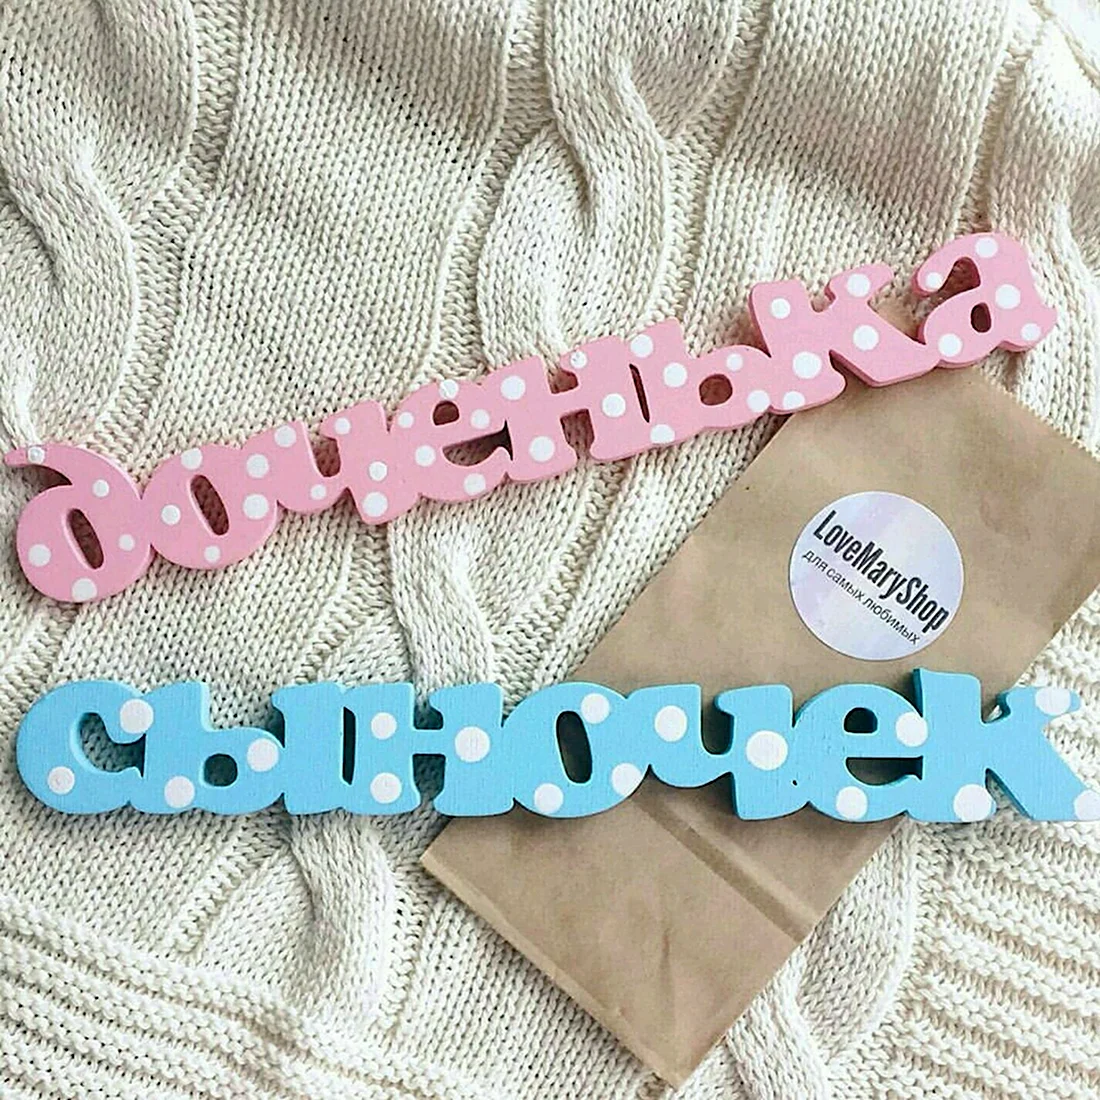 доченька
LoveMaryShop
для самых любимых
сыночек